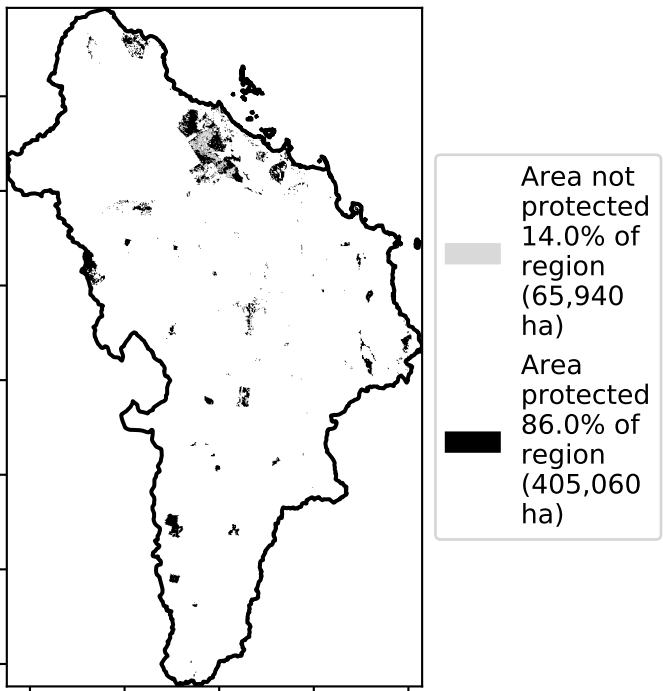 Area not
protected
14.0% of
region
(65,940
ha)
Area
protected
86.0% of
region
(405,060
ha)